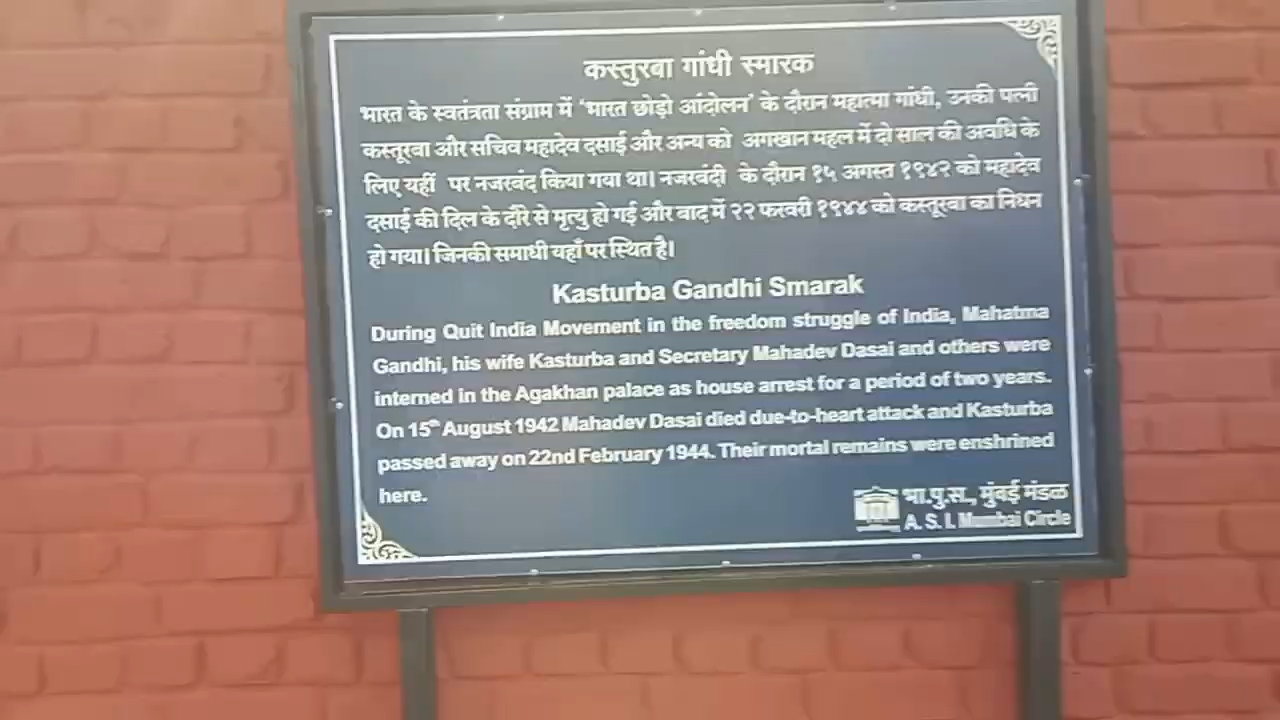 कस्तुरबा गांधी स्मारक
भारत के स्वतंत्रता संग्राम में 'भारत छोड़ो आंदोलन' के दौरान महात्मा गांधी, उनकी पत्नी
कस्तूरबा और सचिव महादेव दसाई और अन्य को अगखान महल में दो साल की अवधि के
लिए यहीं पर नजरबंद किया गया था। नजरबंदी के दौरान १५ अगस्त १९४२ को महादेव
दसाई की दिल के दौरे से मृत्यु हो गई और बाद में २२ फरवरी १९४४ को कस्तूरबा का निधन
हो गया। जिनकी समाधी यहाँ पर स्थित है।
Kasturba Gandhi Smarak
During Quit India Movement in the freedom struggle of India, Mahatma
Gandhi, his wife Kasturba and Secretary Mahadev Dasai and others were
interned in the Agakhan palace as house arrest for a period of two years.
On 15th August 1942 Mahadev Dasai died due-to-heart attack and Kasturba
passed away on 22nd February 1944. Their mortal remains were enshrined
here.
भा.पु.स., मुंबई मंडळ
A. S. I. Mumbai Circle